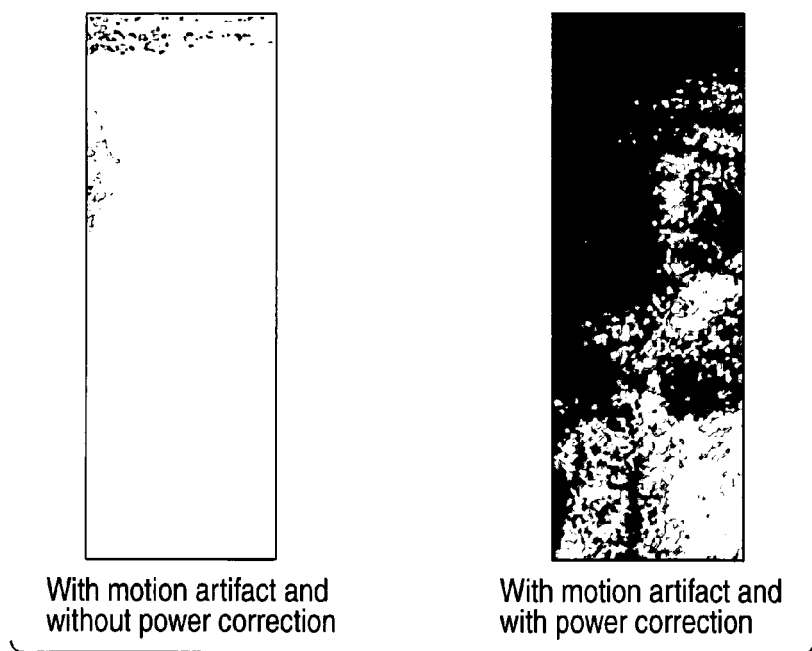 With motion artifact and
without power correction
With motion artifact and
with power correction